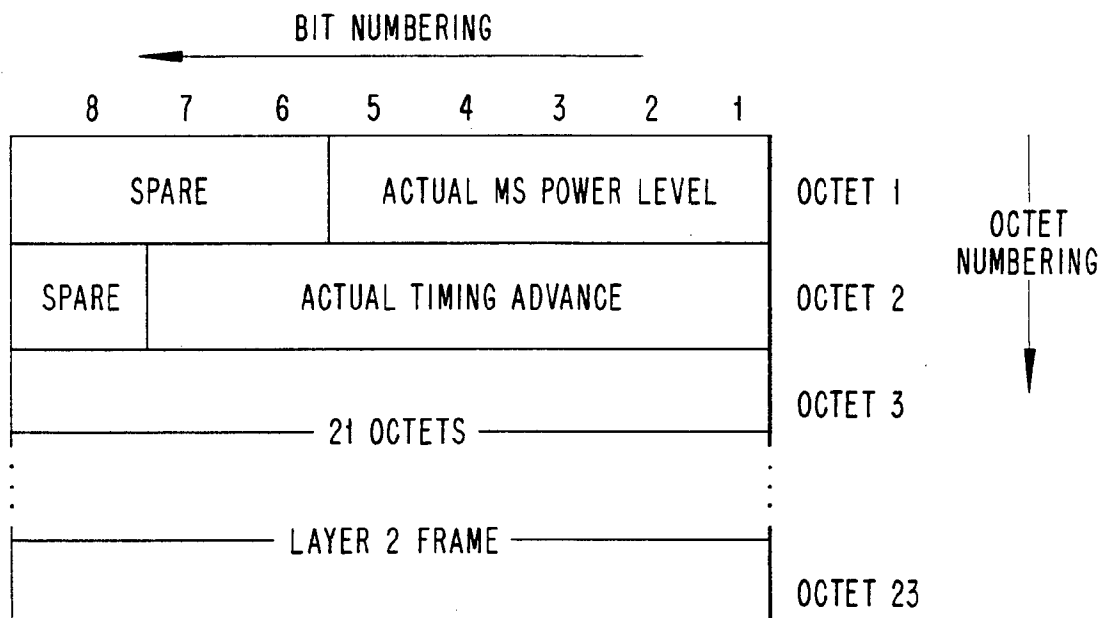 BIT NUMBERING
8 7 6 5 4 3 2 1
SPARE ACTUAL MS POWER LEVEL OCTET 1
OCTET NUMBERING
SPARE ACTUAL TIMING ADVANCE OCTET 2
OCTET 3
21 OCTETS
LAYER 2 FRAME
OCTET 23